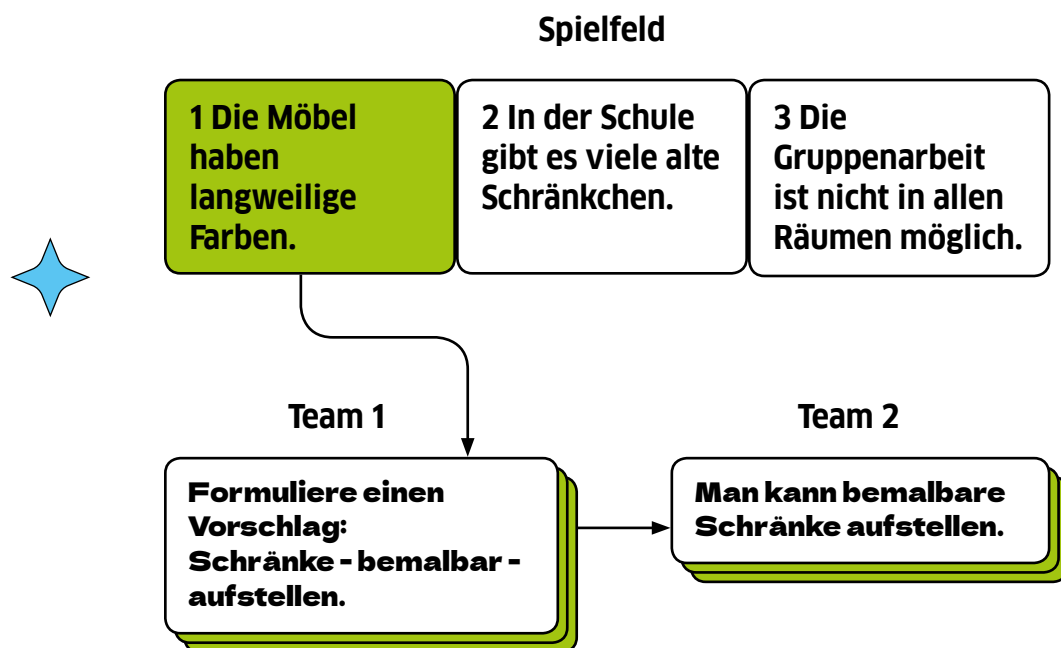 Spielfeld
1 Die Möbel
haben
langweilige
Farben.
2 In der Schule
gibt es viele alte
Schränkchen.
3 Die
Gruppenarbeit
ist nicht in allen
Räumen möglich.
Team 1
Formuliere einen
Vorschlag:
Schränke - bemalbar -
aufstellen.
Team 2
Man kann bemalbare
Schränke aufstellen.